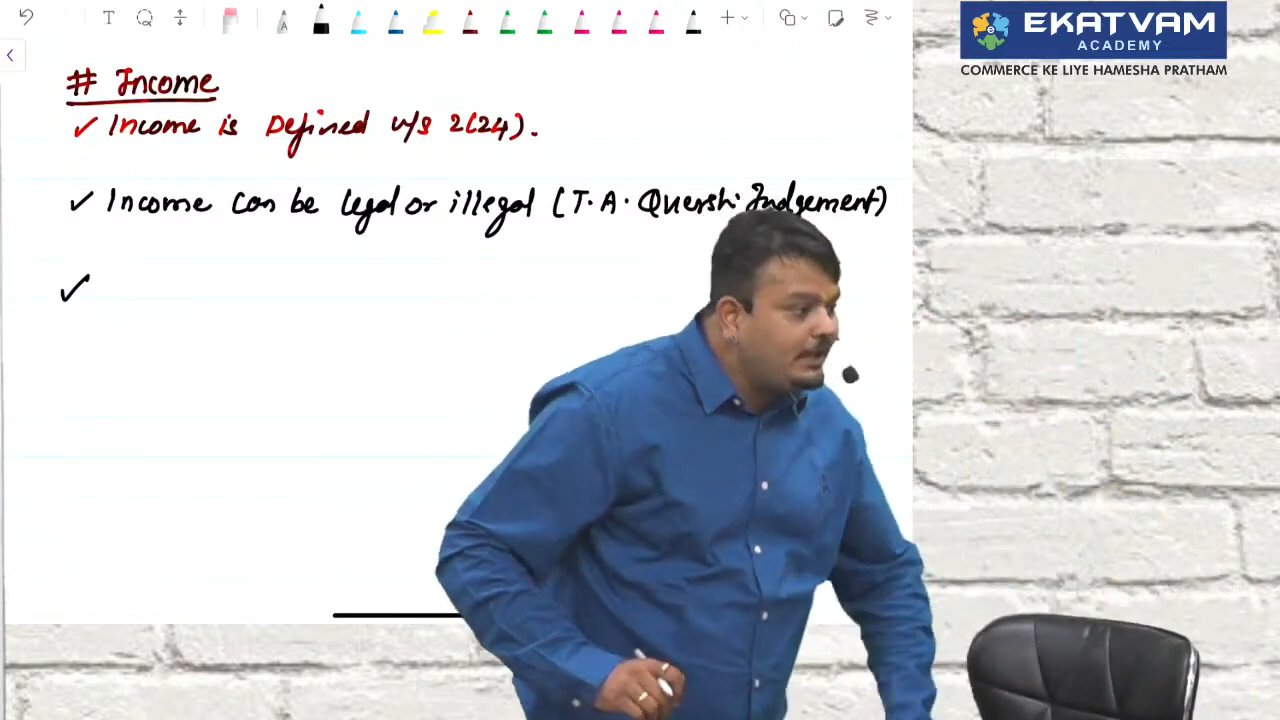 EKATVAM
ACADEMY
COMMERCE KE LIYE HAMESHA PRATHAM
# Income
✓ Income is Defined u/s 2(24).
✓ Income can be legal or illegal (T.A. Quershi Judgement)
✓